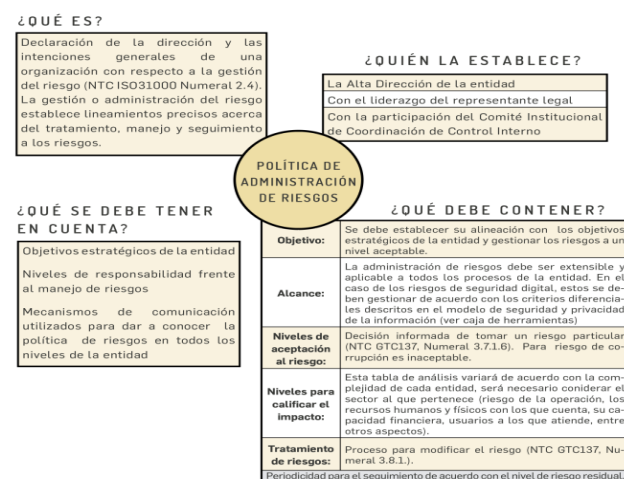 ¿QUÉ ES?
Declaración de la dirección y las
intenciones generales de una
organización con respecto a la gestión
del riesgo (NTC ISO31000 Numeral 2.4).
La gestión o administración del riesgo
establece lineamientos precisos acerca
del tratamiento, manejo y seguimiento
a los riesgos.
¿QUIÉN LA ESTABLECE?
La Alta Dirección de la entidad
Con el liderazgo del representante legal
Con la participación del Comité Institucional
de Coordinación de Control Interno
POLÍTICA DE
ADMINISTRACIÓN
DE RIESGOS
¿QUÉ SE DEBE TENER
EN CUENTA?
Objetivos estratégicos de la entidad
Niveles de responsabilidad frente
al manejo de riesgos
Mecanismos de comunicación
utilizados para dar a conocer la
política de riesgos en todos los
niveles de la entidad
¿QUÉ DEBE CONTENER?
Objetivo:
Se debe establecer su alineación con los objetivos
estratégicos de la entidad y gestionar los riesgos a un
nivel aceptable.
Alcance:
La administración de riesgos debe ser extensible y
aplicable a todos los procesos de la entidad. En el
caso de los riesgos de seguridad digital, estos se de-
ben gestionar de acuerdo con los criterios diferencia-
les descritos en el modelo de seguridad y privacidad
de la información (ver caja de herramientas)
Niveles de
aceptación
al riesgo:
Decisión informada de tomar un riesgo particular
(NTC GTC137, Numeral 3.7.1.6). Para riesgo de co-
rrupción es inaceptable.
Niveles para
calificar el
impacto:
Esta tabla de análisis variará de acuerdo con la com-
plejidad de cada entidad, será necesario coniderar el
sector al que pertenece (riesgo de la operación, los
recursos humanos y físicos con los que cuenta, su ca-
pacidad financiera, usuarios a los que atiende, entre
otros aspectos).
Tratamiento
de riesgos:
Proceso para modificar el riesgo (NTC GTC137, Nu-
meral 3.8.1.).
Periodicidad para el seguimiento de acuerdo con el nivel de riesgo residual.